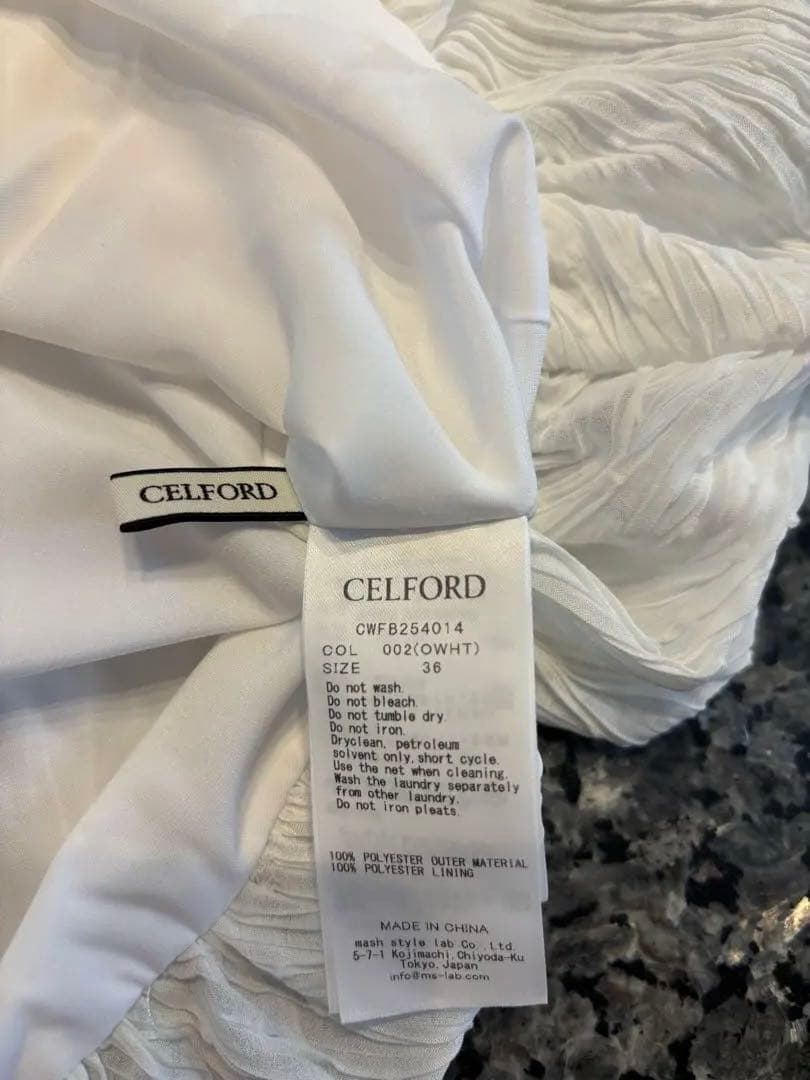 CELFORD
CELFORD
CWFB254014
COL 002(OWHT)
SIZE 36
Do not wash.
Do not bleach.
Do not tumble dry.
Do not iron.
Dryclean, petroleum
solvent only, short cycle.
Use the net when cleaning.
Wash the laundry separately
from other laundry.
Do not iron pleats.
100% POLYESTER OUTER MATERIAL
100% POLYESTER LINING
MADE IN CHINA
mash style lab Co., Ltd.
5-7-1 Kojimachi, Chiyoda-Ku
Tokyo, Japan
info@ms-lab.com